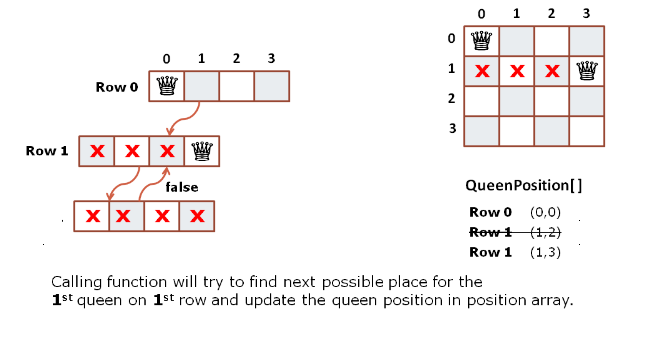 0 1 2 3
Row 0
Row 1 X X X
false
X X X X
0 1 2 3
0
1 X X X
2
3
QueenPosition[]
Row 0 (0,0)
Row 1 (1,2)
Row 1 (1,3)
Calling function will try to find next possible place for the
1st queen on 1st row and update the queen position in position array.